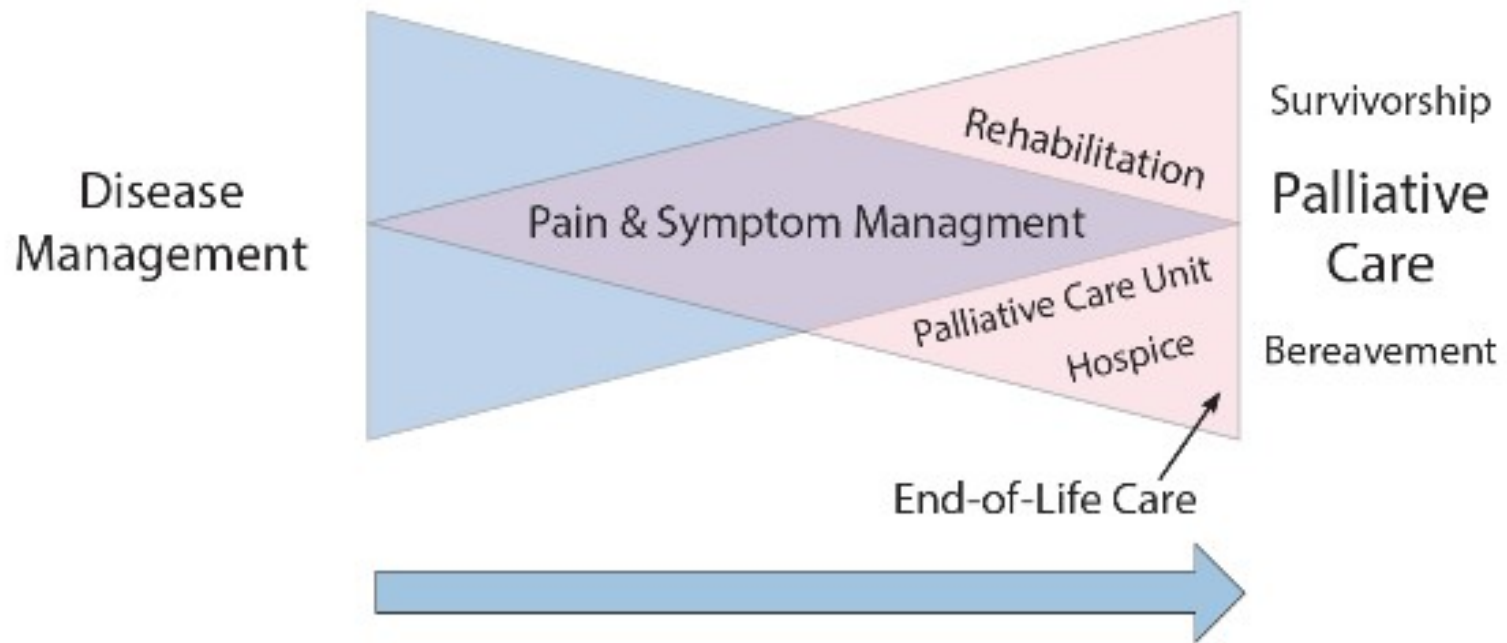 Disease
Management
Pain & Symptom Managment
Rehabilitation
Palliative Care Unit
Hospice
End-of-Life Care
Survivorship
Palliative
Care
Bereavement